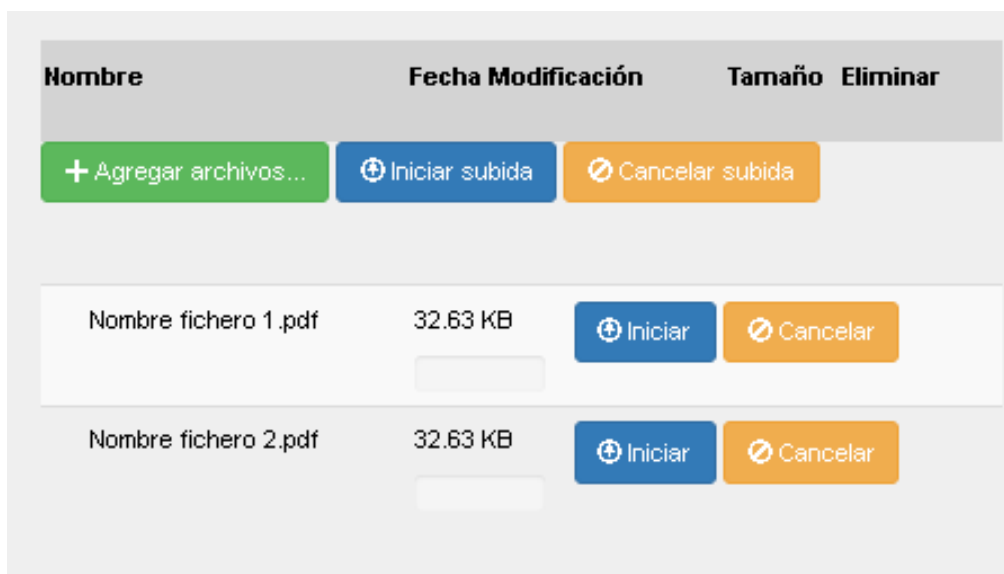 Nombre Fecha Modificación Tamaño Eliminar
Agregar archivos... Iniciar subida Cancelar subida
Nombre fichero 1.pdf 32.63 KB Iniciar Cancelar
Nombre fichero 2.pdf 32.63 KB Iniciar Cancelar